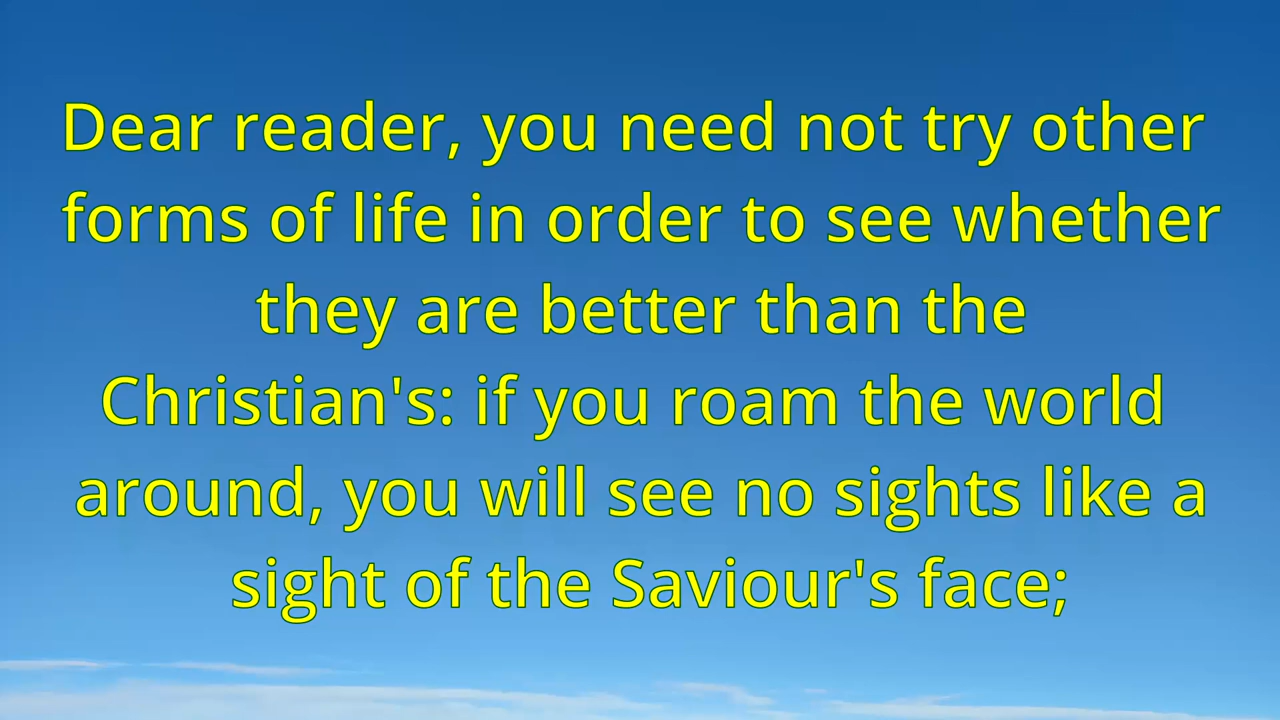 Dear reader, you need not try other
forms of life in order to see whether
they are better than the
Christian's: if you roam the world
around, you will see no sights like a
sight of the Saviour's face;